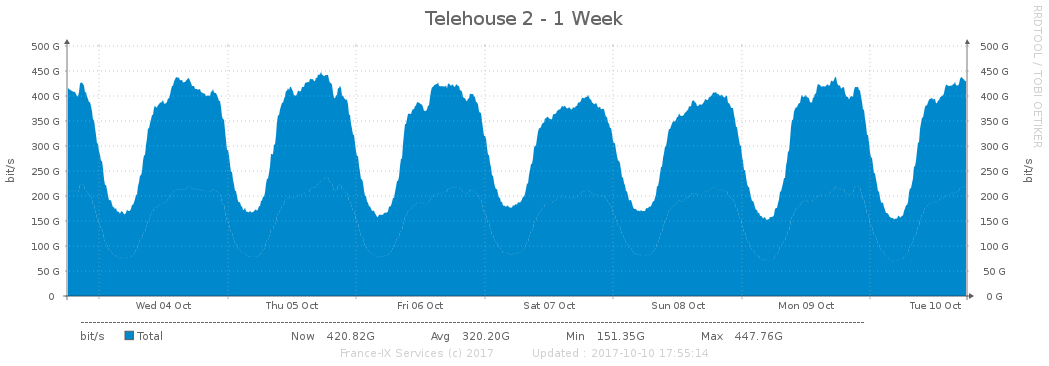 Telehouse 2 - 1 Week
RRDTOOL / TOBI OETIKER
500 G 500 G
450 G 450 G
400 G 400 G
350 G 350 G
300 G 300 G
250 G 250 G
200 G 200 G
150 G 150 G
100 G 100 G
50 G 50 G
0 0 G
bit/s bit/s
Wed 04 Oct Thu 05 Oct Fri 06 Oct Sat 07 Oct Sun 08 Oct Mon 09 Oct Tue 10 Oct
bit/s Total Now 420.82G Avg 320.20G Min 151.35G Max 447.76G
France-IX Services (c) 2017 Updated : 2017-10-10 17:55:14